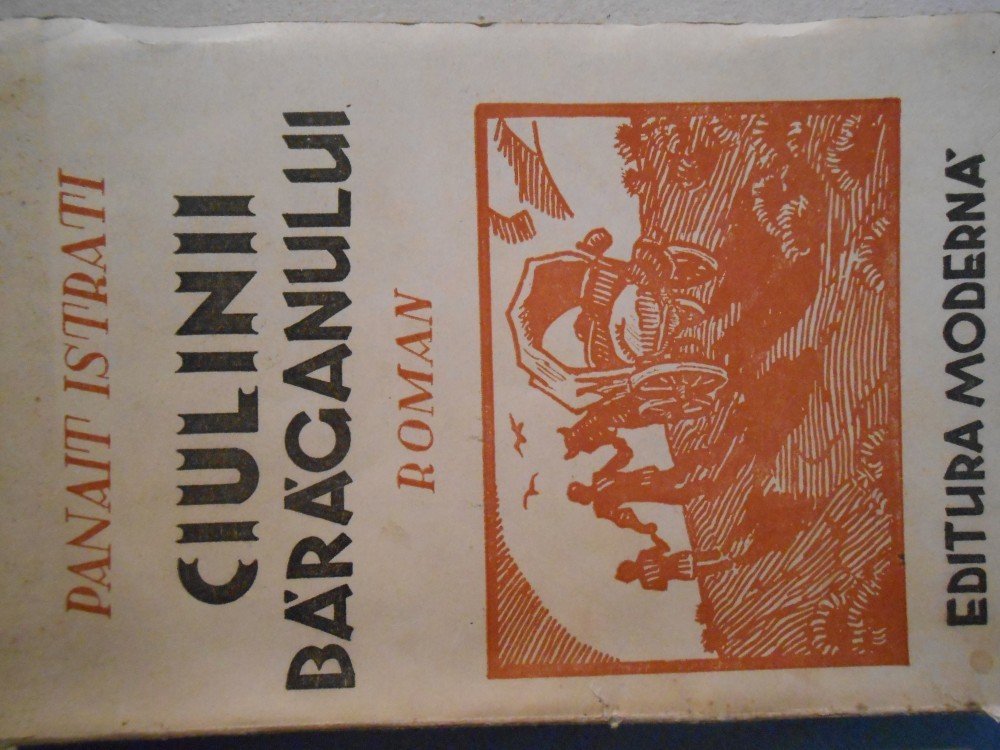 PANAIT ISTRATI
CIULINII
BĂRĂGANULUI
ROMAN
EDITURA MODERNĂ